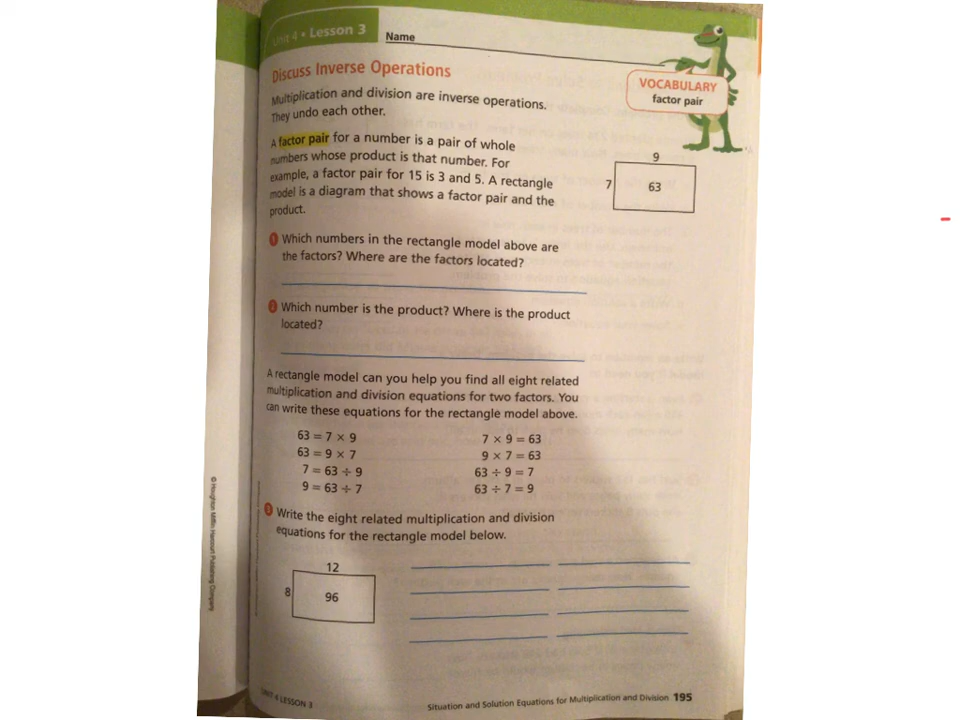 Unit 4 • Lesson 3
Name
VOCABULARY
factor pair
Discuss Inverse Operations
Multiplication and division are inverse operations.
They undo each other.
A factor pair for a number is a pair of whole
numbers whose product is that number. For
example, a factor pair for 15 is 3 and 5. A rectangle
model is a diagram that shows a factor pair and the
product.
9
7 63
1 Which numbers in the rectangle model above are
the factors? Where are the factors located?
2 Which number is the product? Where is the product
located?
A rectangle model can you help you find all eight related
multiplication and division equations for two factors. You
can write these equations for the rectangle model above.
63 = 7 × 9 7 × 9 = 63
63 = 9 × 7 9 × 7 = 63
7 = 63 ÷ 9 63 ÷ 9 = 7
9 = 63 ÷ 7 63 ÷ 7 = 9
3 Write the eight related multiplication and division
equations for the rectangle model below.
12
8 96
© Houghton Mifflin Harcourt Publishing Company
UNIT 4 LESSON 3
Situation and Solution Equations for Multiplication and Division 195